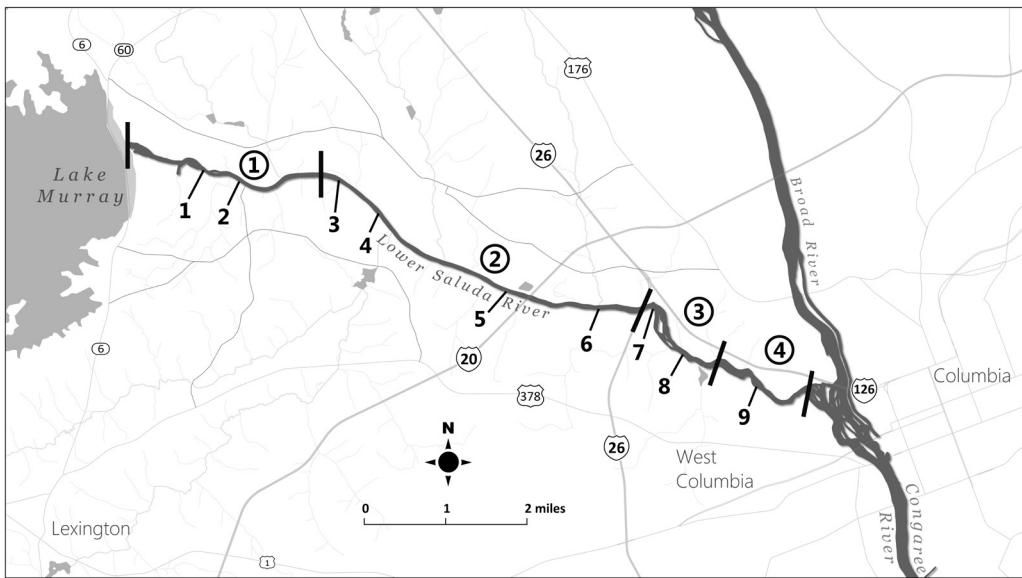 6
60
176
26
Lake
Murray
1
1
2
3
4
Broad River
Lower Saluda River
2
5
6
3
7
8
4
9
6
20
378
126
Columbia
N
26
West
Columbia
0 1 2 miles
Lexington
1
Congaree
River